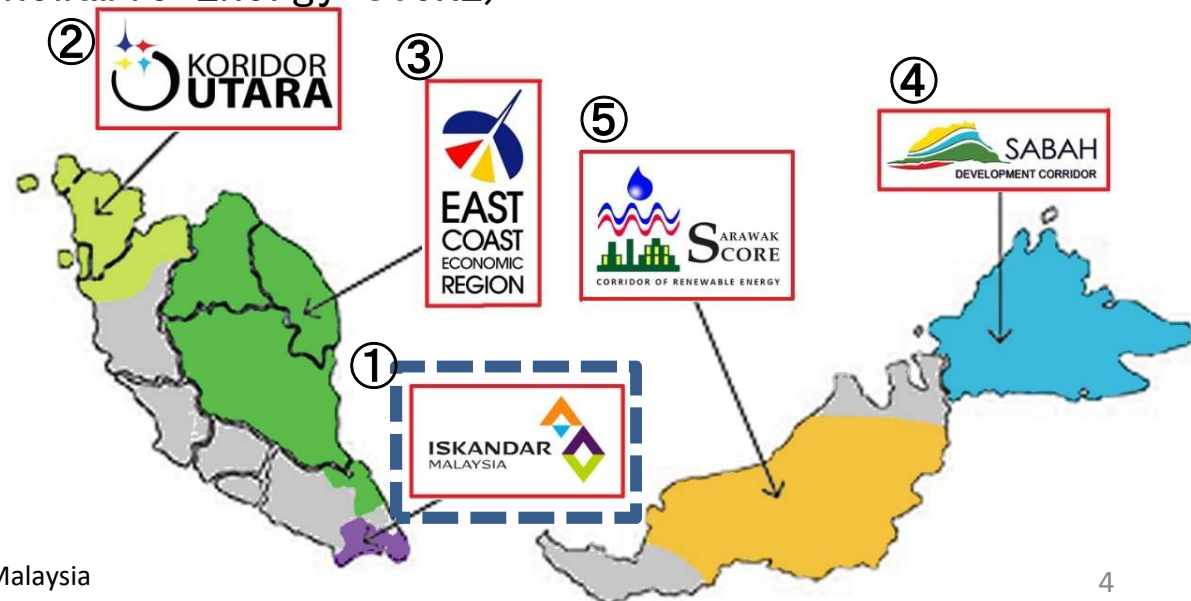 ②
KORIDOR
UTARA
③
EAST
COAST
ECONOMIC
REGION
④
SABAH
DEVELOPMENT CORRIDOR
⑤
SARAWAK
SCORE
CORRIDOR OF RENEWABLE ENERGY
①
ISKANDAR
MALAYSIA
Malaysia
4